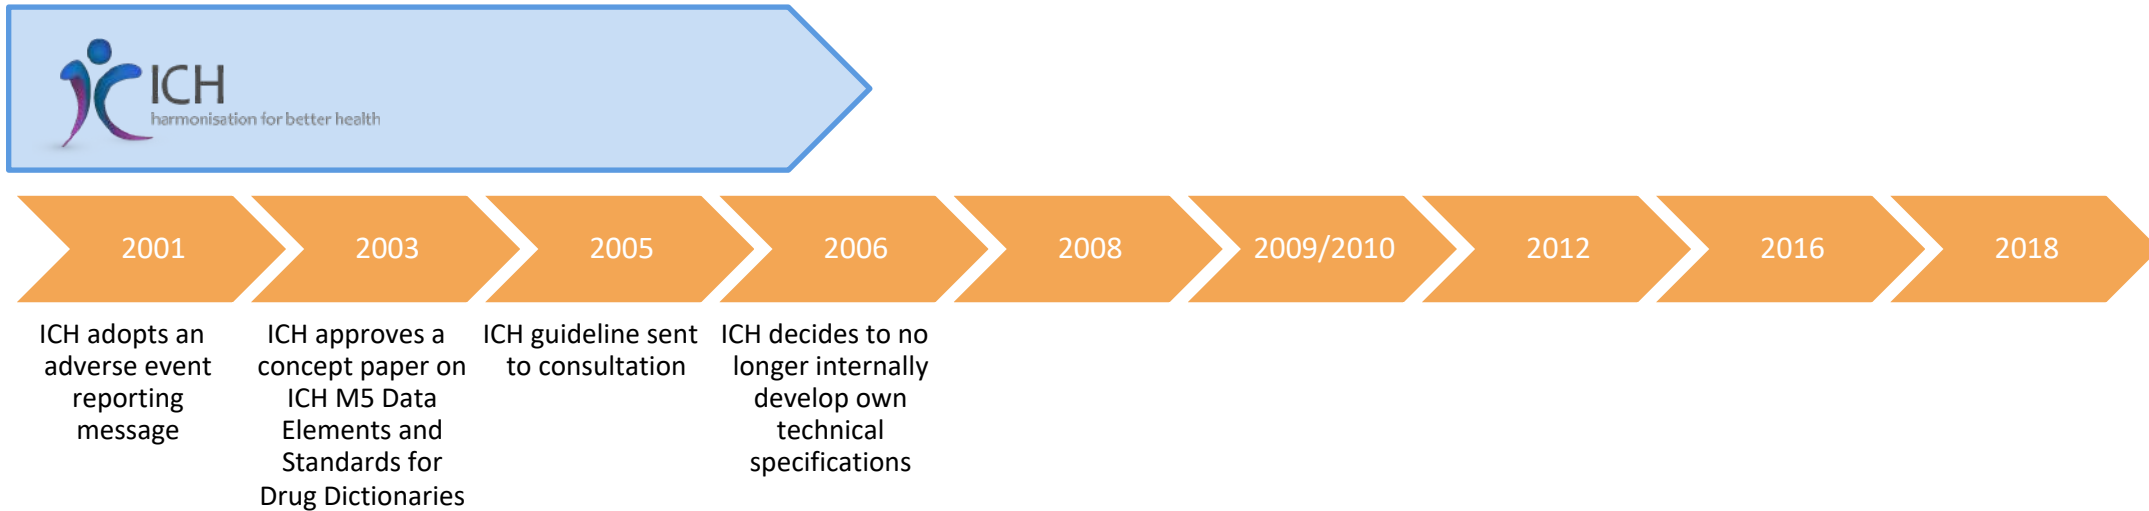 ICH
harmonisation for better health
2001
2003
2005
2006
2008
2009/2010
2012
2016
2018
ICH adopts an
adverse event
reporting
message
ICH approves a
concept paper on
ICH M5 Data
Elements and
Standards for
Drug Dictionaries
ICH guideline sent
to consultation
ICH decides to no
longer internally
develop own
technical
specifications